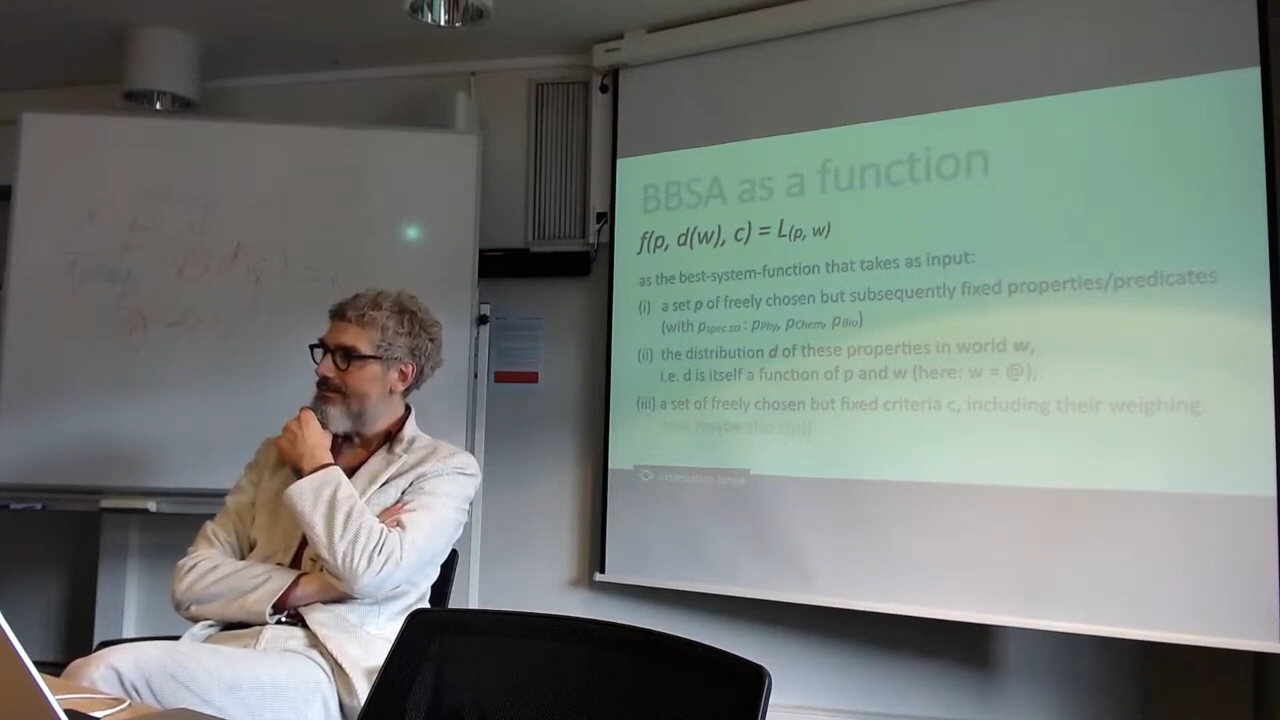 BBSA as a function
f(p, d(w), c) = L(p, w)
as the best-system-function that takes as input:
(i) a set p of freely chosen but subsequently fixed properties/predicates
(with pspec sci : pPhy, pChem, pBio)
(ii) the distribution d of these properties in world w,
i.e. d is itself a function of p and w (here: w = @),
(iii) a set of freely chosen but fixed criteria c, including their weighing
maybe also